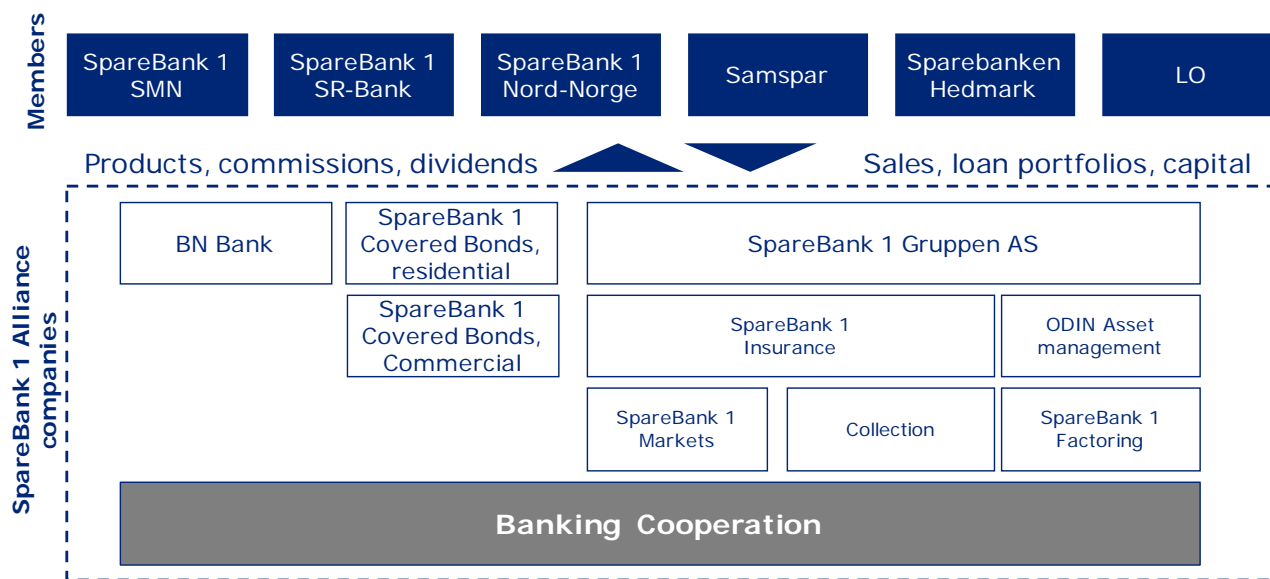 Members
SpareBank 1
SMN
SpareBank 1
SR-Bank
SpareBank 1
Nord-Norge
Samspar
Sparebanken
Hedmark
LO
Products, commissions, dividends
Sales, loan portfolios, capital
SpareBank 1 Alliance
companies
BN Bank
SpareBank 1
Covered Bonds,
residential
SpareBank 1 Gruppen AS
SpareBank 1
Covered Bonds,
Commercial
SpareBank 1
Insurance
ODIN Asset
management
SpareBank 1
Markets
Collection
SpareBank 1
Factoring
Banking Cooperation